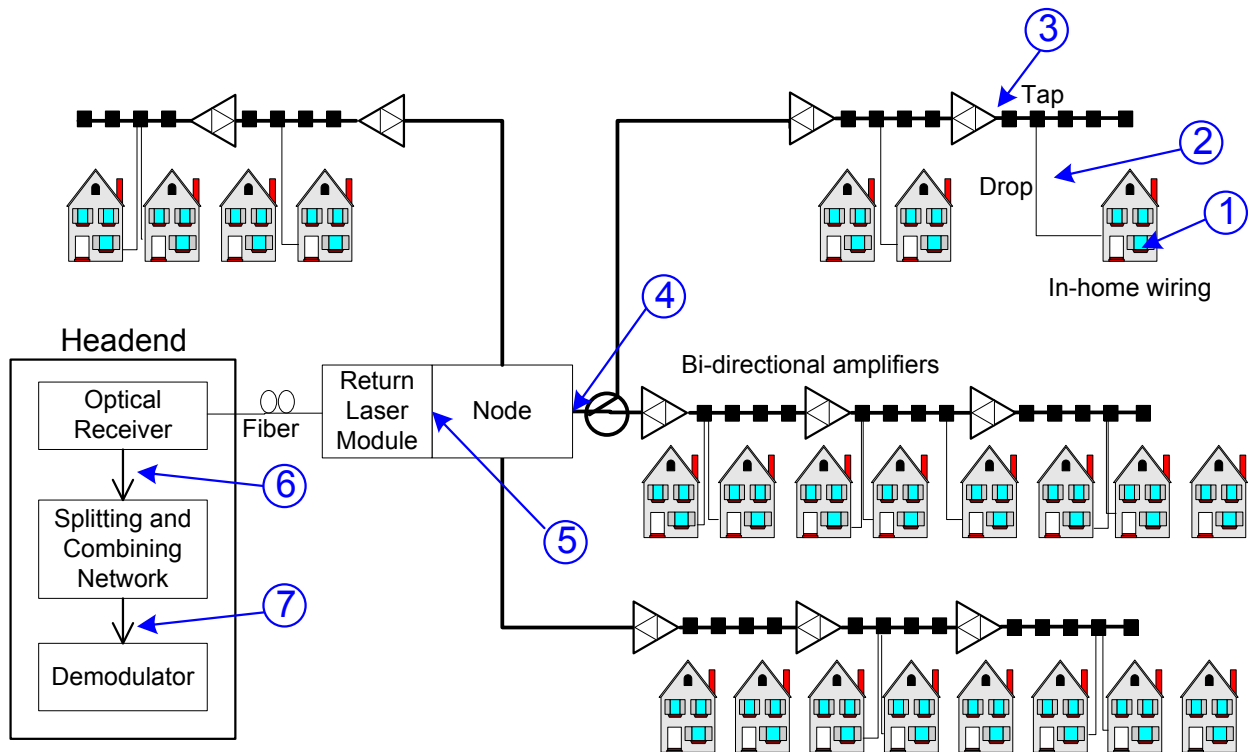 3
Tap
2
Drop
1
In-home wiring
4
Headend
Bi-directional amplifiers
Optical
Receiver
Fiber
Return
Laser
Module
Node
6
Splitting and
Combining
Network
5
7
Demodulator